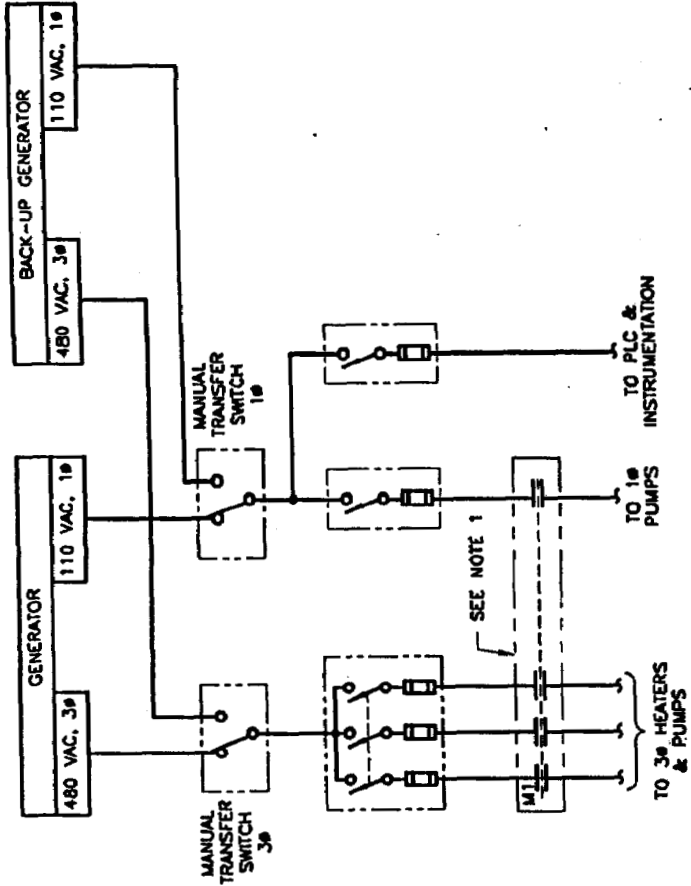 GENERATOR
480 VAC, 3ø
110 VAC, 1ø
BACK-UP GENERATOR
480 VAC, 3ø
110 VAC, 1ø
MANUAL
TRANSFER
SWITCH
3ø
MANUAL
TRANSFER
SWITCH
1ø
SEE NOTE 1
M1
TO 3ø HEATERS
& PUMPS
TO 1ø
PUMPS
TO PLC &
INSTRUMENTATION